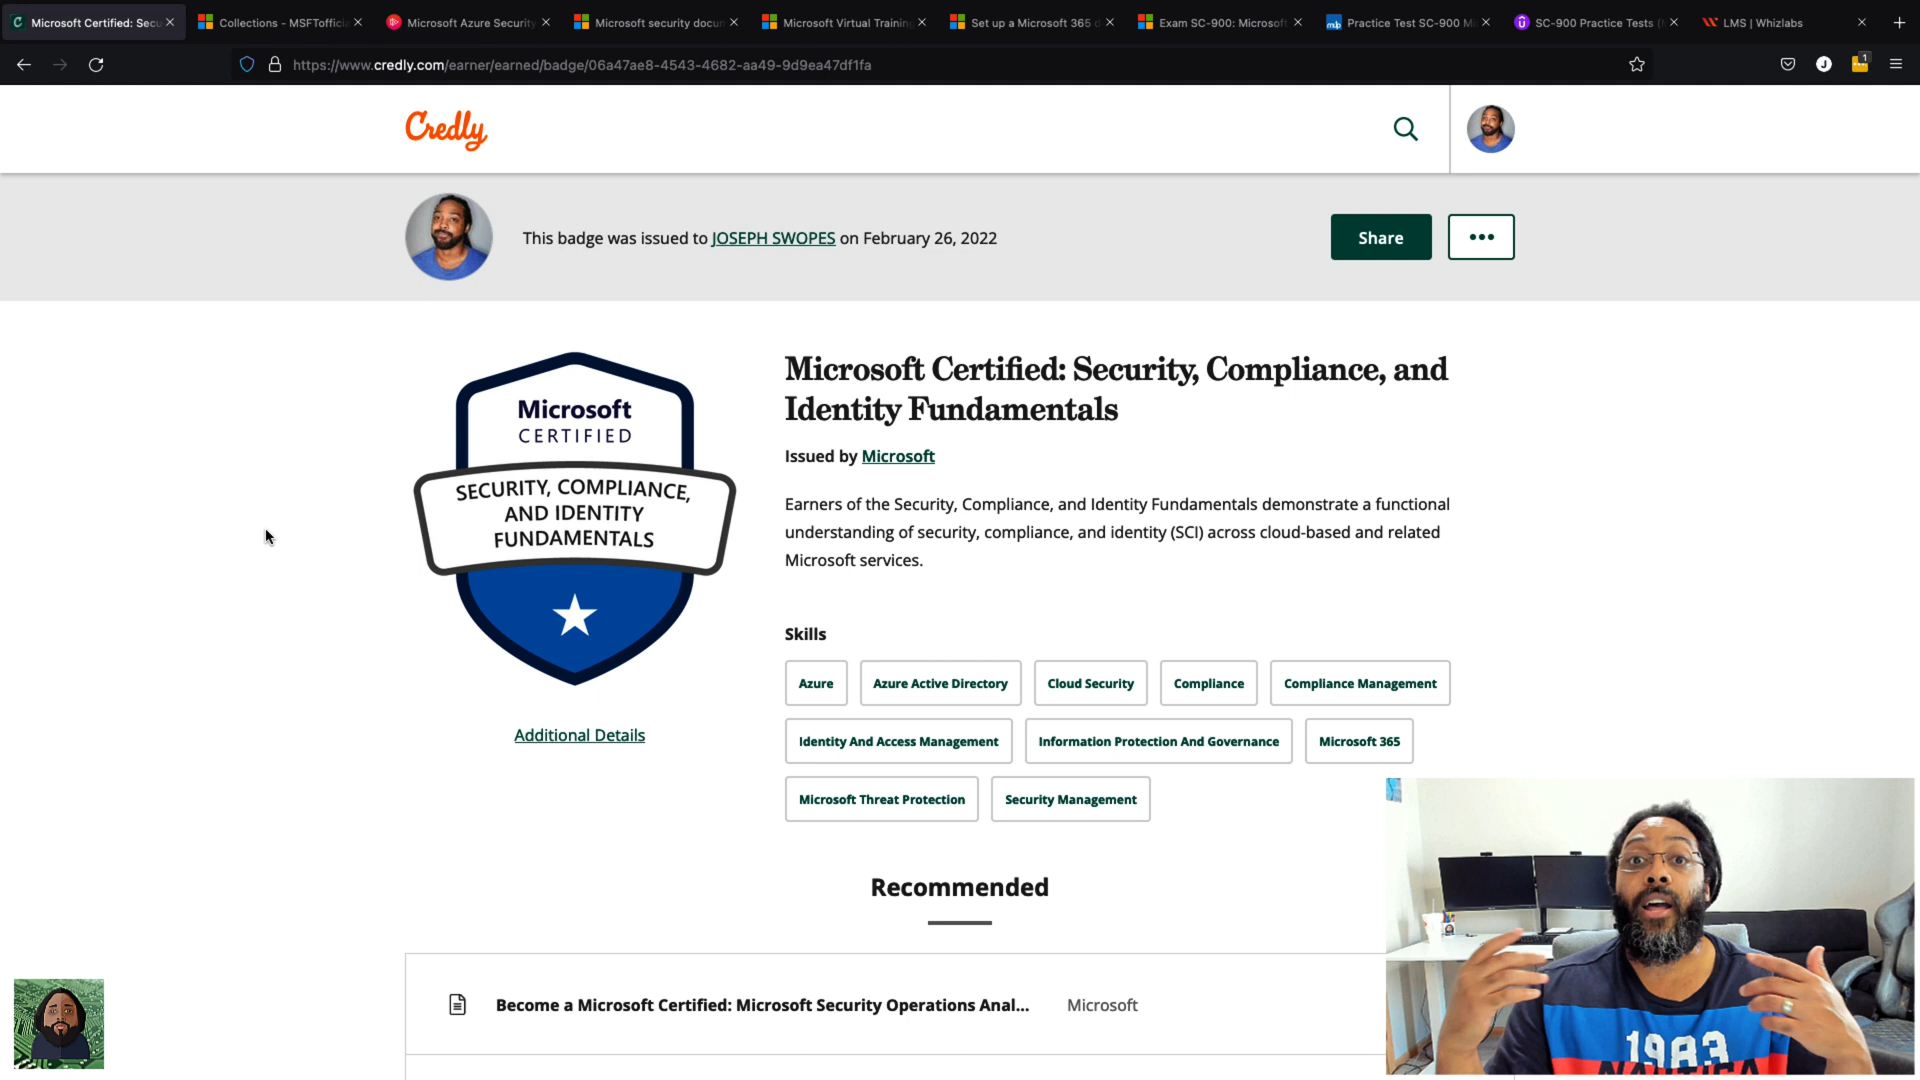 Microsoft Certified: Secu
Collections - MSFTofficia
Microsoft Azure Security
Microsoft security docum
Microsoft Virtual Training
Set up a Microsoft 365 d
Exam SC-900: Microsoft
Practice Test SC-900 Mi
SC-900 Practice Tests (
LMS | Whizlabs
https://www.credly.com/earner/earned/badge/06a47ae8-4543-4682-aa49-9d9ea47df1fa
J
1
Credly
This badge was issued to JOSEPH SWOPES on February 26, 2022
Share
Microsoft
CERTIFIED
SECURITY, COMPLIANCE,
AND IDENTITY
FUNDAMENTALS
Additional Details
Microsoft Certified: Security, Compliance, and
Identity Fundamentals
Issued by Microsoft
Earners of the Security, Compliance, and Identity Fundamentals demonstrate a functional
understanding of security, compliance, and identity (SCI) across cloud-based and related
Microsoft services.
Skills
Azure
Azure Active Directory
Cloud Security
Compliance
Compliance Management
Identity And Access Management
Information Protection And Governance
Microsoft 365
Microsoft Threat Protection
Security Management
Recommended
Become a Microsoft Certified: Microsoft Security Operations Anal...
Microsoft
1983
NAUTICA